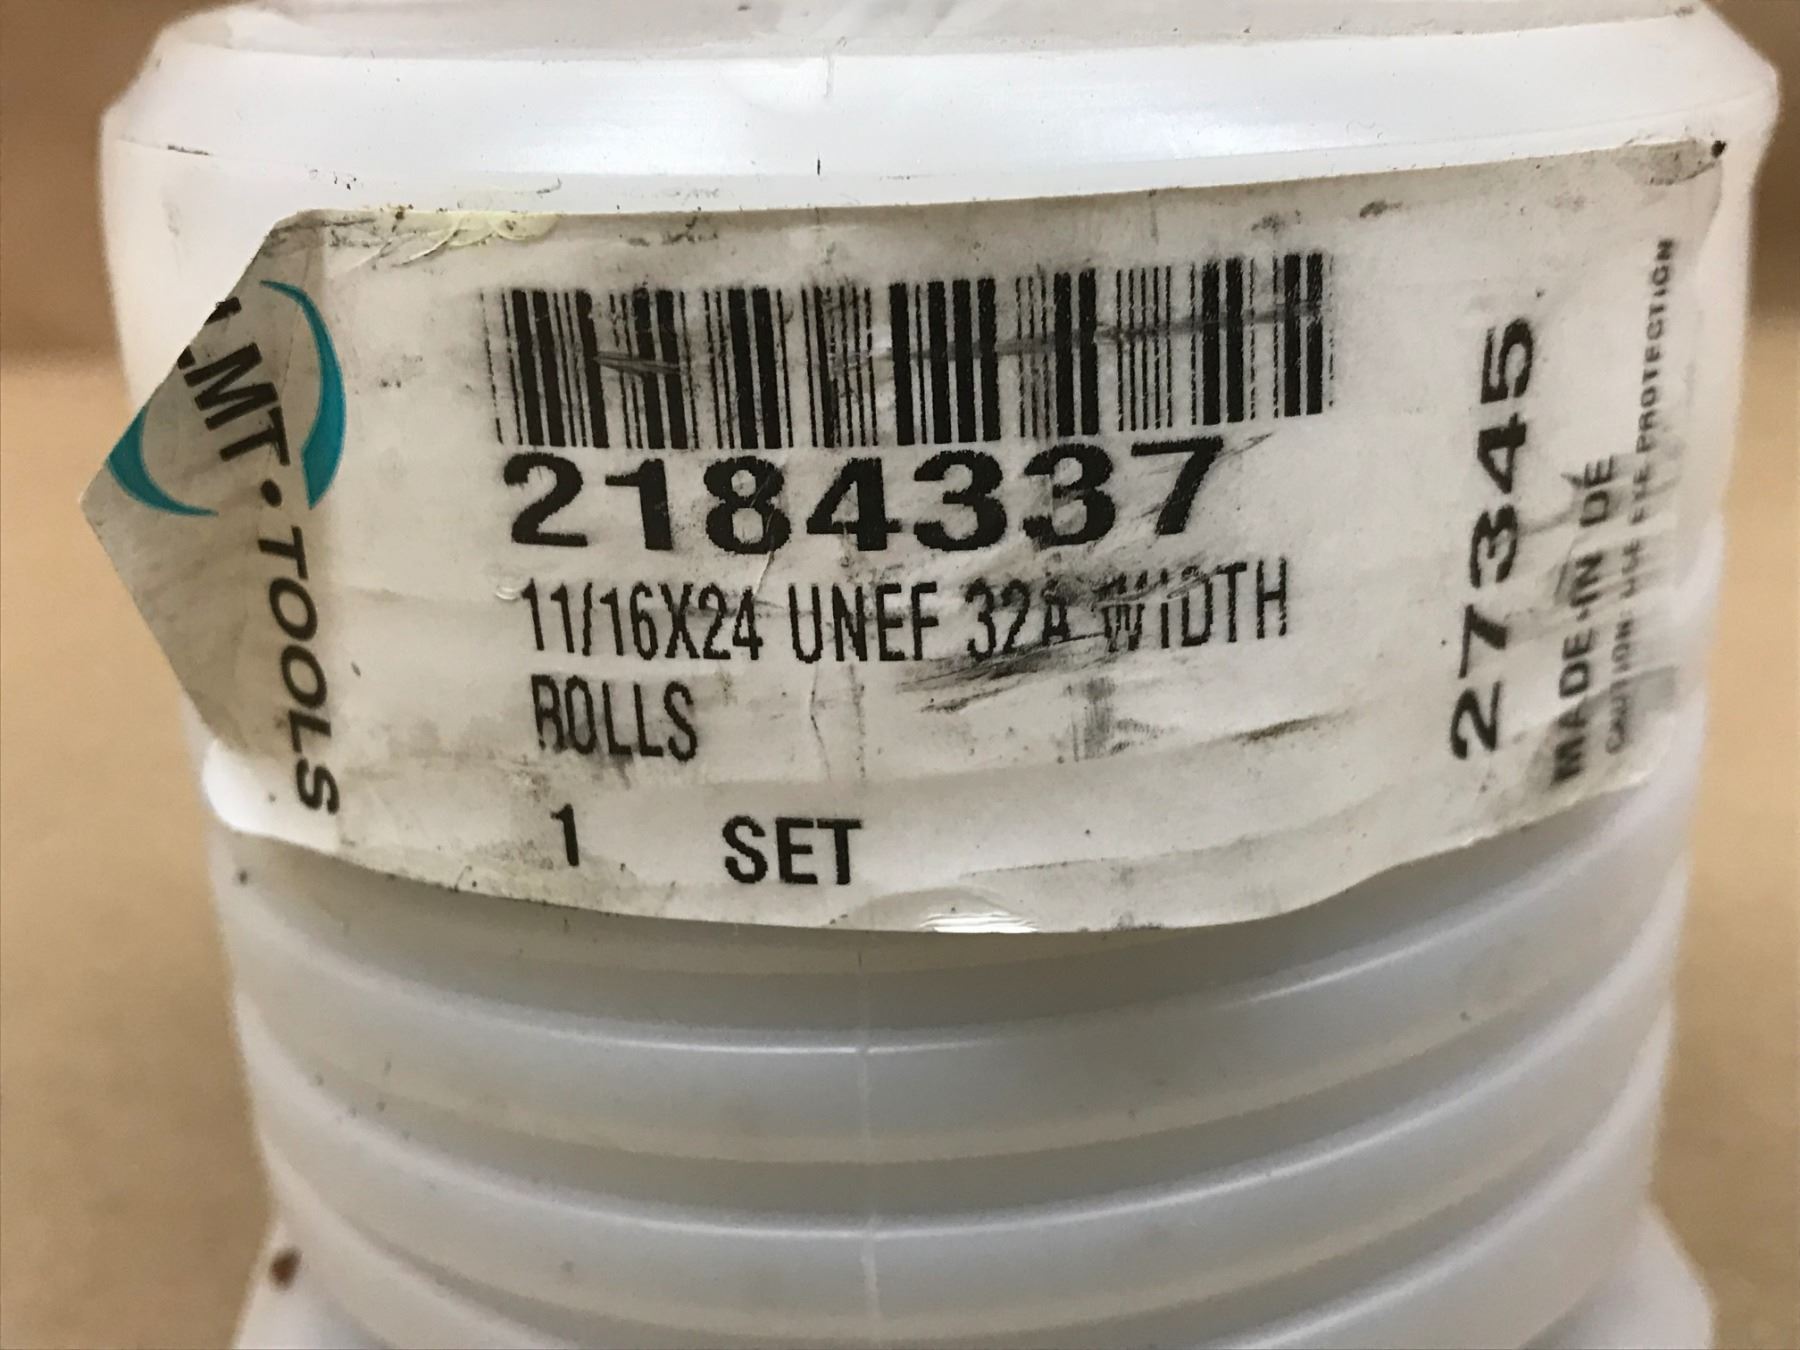 LMT·TOOLS
2184337
11/16X24 UNEF 32A WIDTH
ROLLS
1 SET
27345
MADE-IN DE
CAUTION: USE EYE PROTECTION